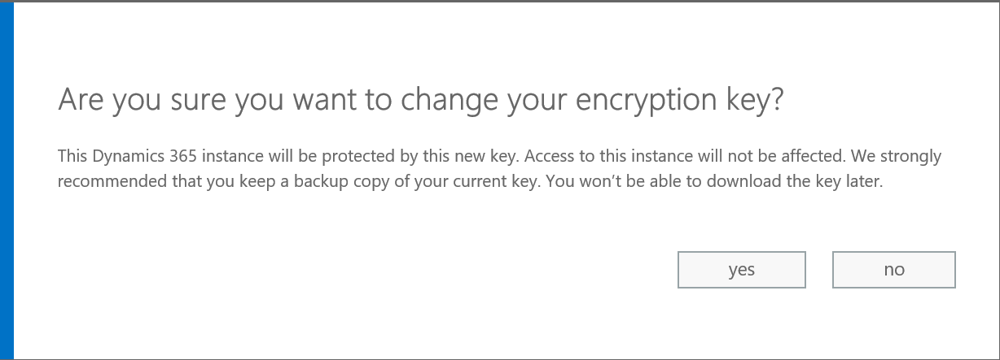 Are you sure you want to change your encryption key?
This Dynamics 365 instance will be protected by this new key. Access to this instance will not be affected. We strongly
recommended that you keep a backup copy of your current key. You won’t be able to download the key later.
yes
no